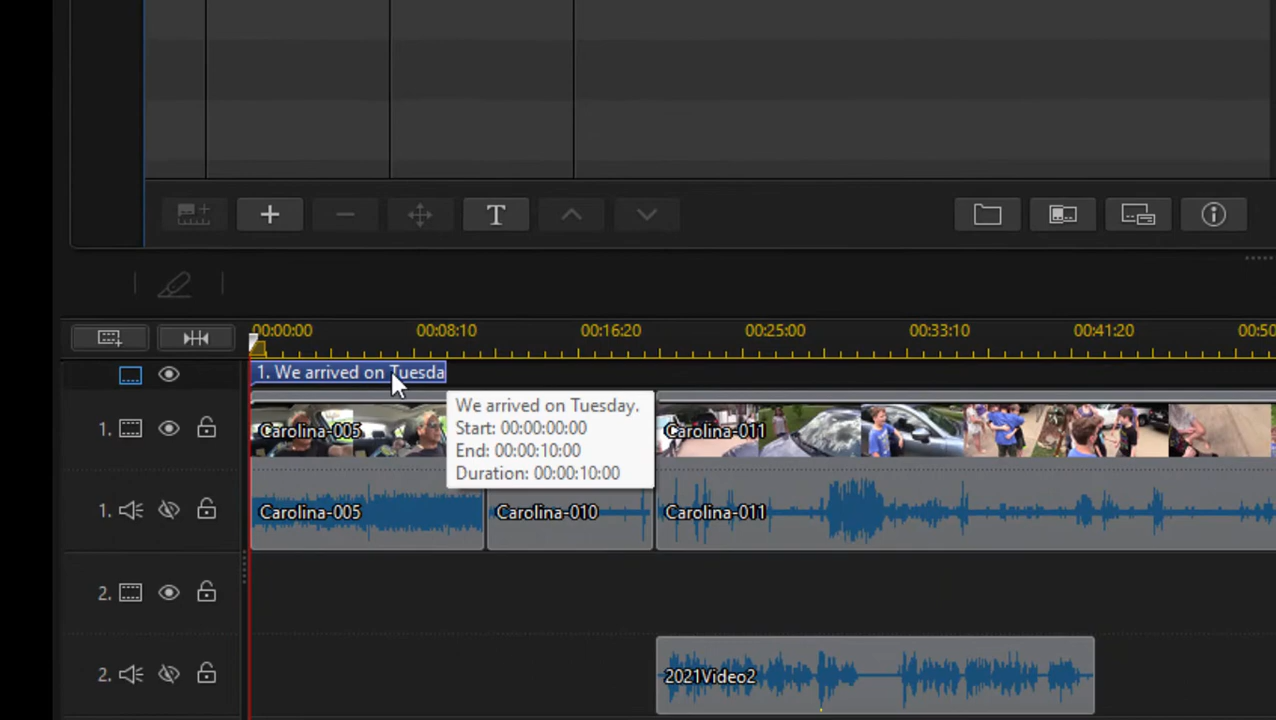 T
00:00:00 00:08:10 00:16:20 00:25:00 00:33:10 00:41:20 00:50
1. We arrived on Tuesda
We arrived on Tuesday.
Start: 00:00:00:00
End: 00:00:10:00
Duration: 00:00:10:00
1. Carolina-005 Carolina-011
1. Carolina-005 Carolina-010 Carolina-011
2.
2. 2021Video2